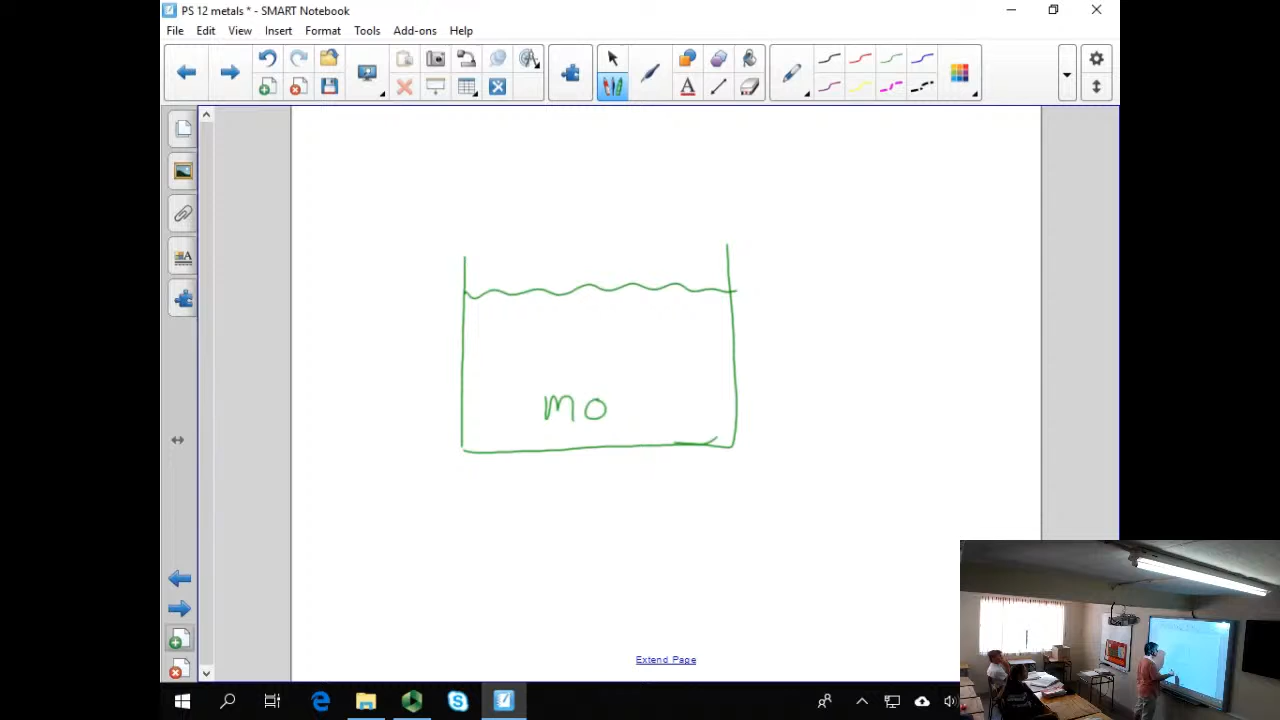 PS 12 metals * - SMART Notebook
File Edit View Insert Format Tools Add-ons Help
mo
Extend Page